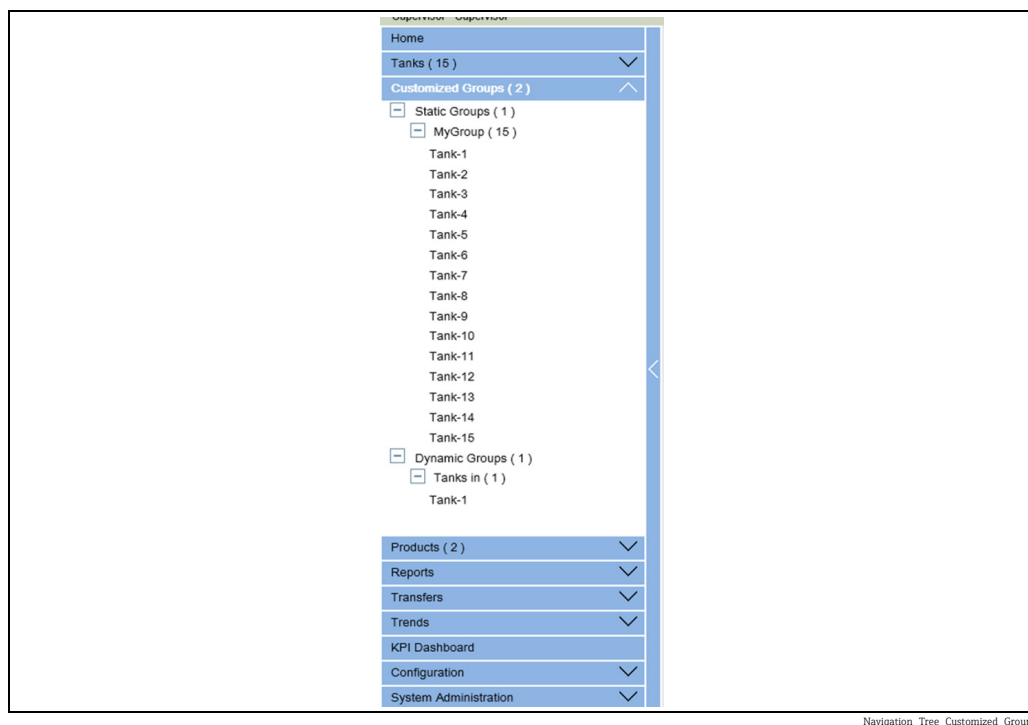 Supervisor - Supervisor
Home
Tanks ( 15 )
Customized Groups ( 2 )
Static Groups ( 1 )
MyGroup ( 15 )
Tank-1
Tank-2
Tank-3
Tank-4
Tank-5
Tank-6
Tank-7
Tank-8
Tank-9
Tank-10
Tank-11
Tank-12
Tank-13
Tank-14
Tank-15
Dynamic Groups ( 1 )
Tanks in ( 1 )
Tank-1
Products ( 2 )
Reports
Transfers
Trends
KPI Dashboard
Configuration
System Administration
Navigation_Tree_Customized_Grou